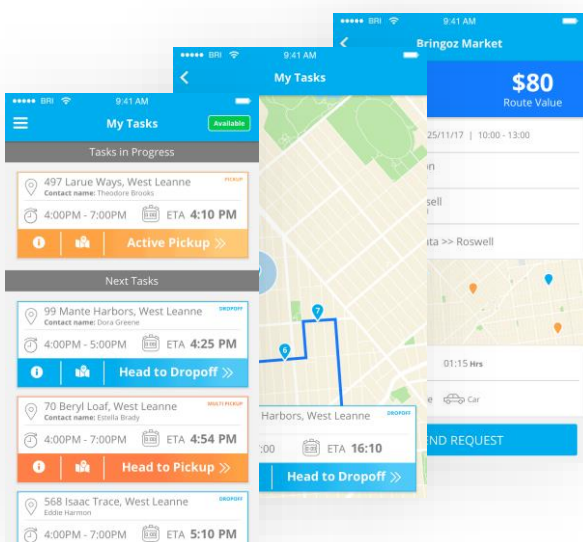 BRI 9:41 AM
Bringoz Market
$80
Route Value
25/11/17 | 10:00 - 13:00
sell
>> Roswell
01:15 Hrs
Car
END REQUEST
BRI 9:41 AM
My Tasks
7
6
Harbors, West Leanne DROPOFF
:00 ETA 16:10
Head to Dropoff >>
BRI 9:41 AM
My Tasks Available
Tasks in Progress
497 Larue Ways, West Leanne PICKUP
Contact name: Theodore Brooks
4:00PM - 7:00PM ETA 4:10 PM
Active Pickup >>
Next Tasks
99 Mante Harbors, West Leanne DROPOFF
Contact name: Dora Greene
4:00PM - 5:00PM ETA 4:25 PM
Head to Dropoff >>
70 Beryl Loaf, West Leanne MULTI PICKUP
Contact name: Estella Brady
4:00PM - 7:00PM ETA 4:54 PM
Head to Pickup >>
568 Isaac Trace, West Leanne DROPOFF
Eddie Harmon
4:00PM - 7:00PM ETA 5:10 PM